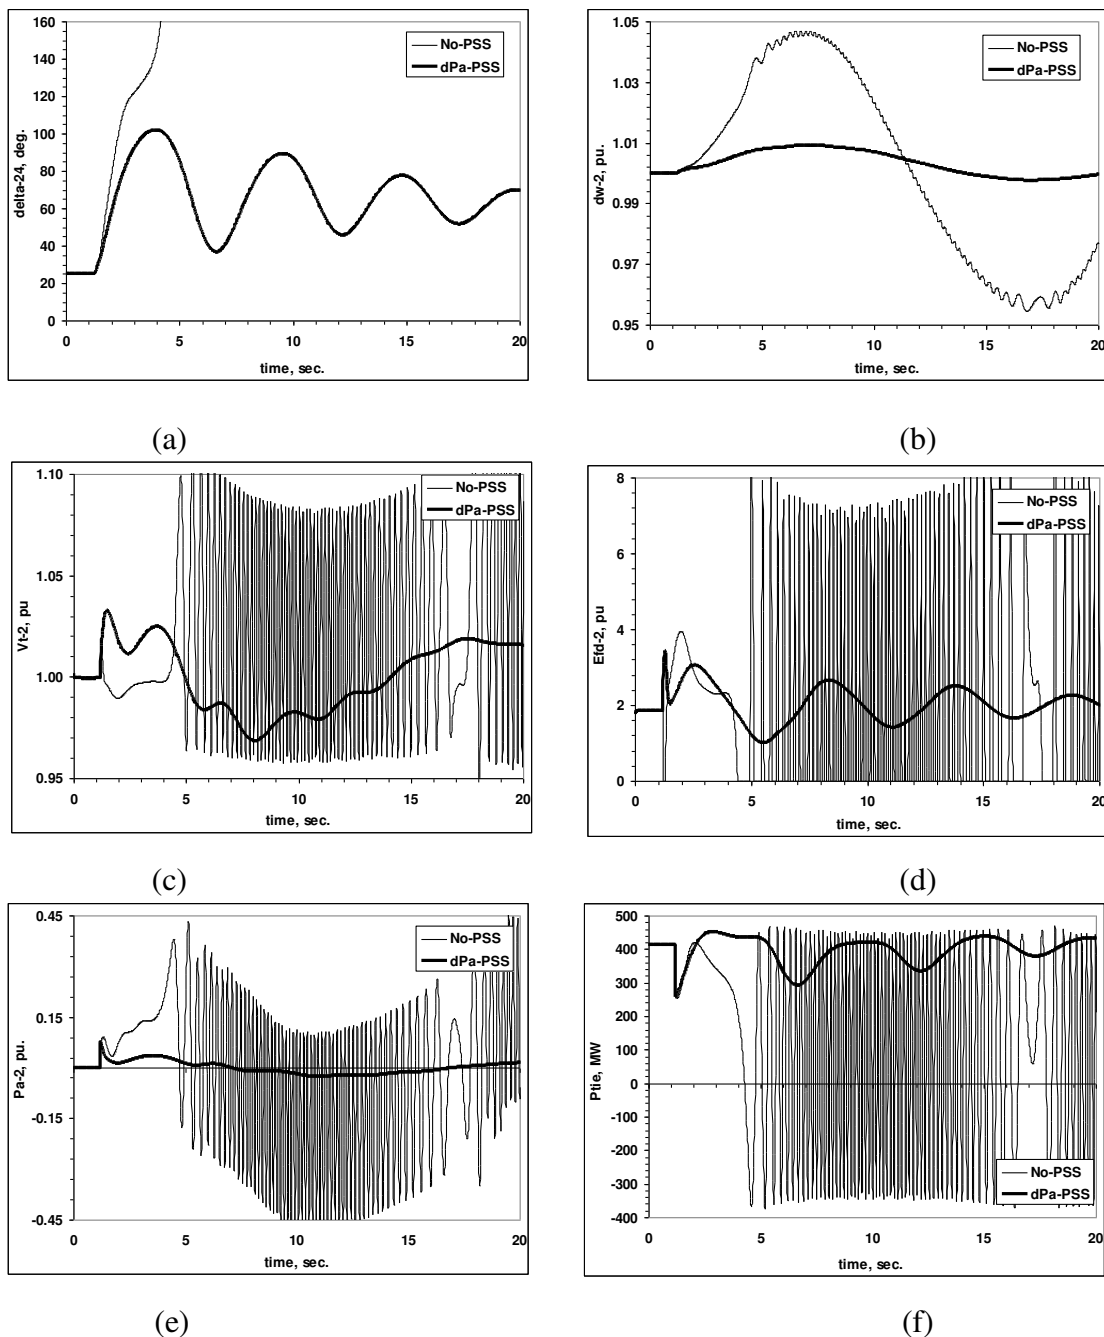 160
140
120
100
80
60
40
20
0
delta-24, deg.
No-PSS
dPa-PSS
0 5 10 15 20
time, sec.
(a)
1.05
1.03
1.01
0.99
0.97
0.95
dw-2, pu.
No-PSS
dPa-PSS
0 5 10 15 20
time, sec.
(b)
1.10
1.05
1.00
0.95
Vt-2, pu
No-PSS
dPa-PSS
0 5 10 15 20
time, sec.
(c)
8
6
4
2
0
Efd-2, pu
No-PSS
dPa-PSS
0 5 10 15 20
time, sec.
(d)
0.45
0.15
-0.15
-0.45
Pa-2, pu.
No-PSS
dPa-PSS
0 5 10 15 20
time, sec.
(e)
500
400
300
200
100
0
-100
-200
-300
-400
Ptie, MW
No-PSS
dPa-PSS
0 5 10 15 20
time, sec.
(f)